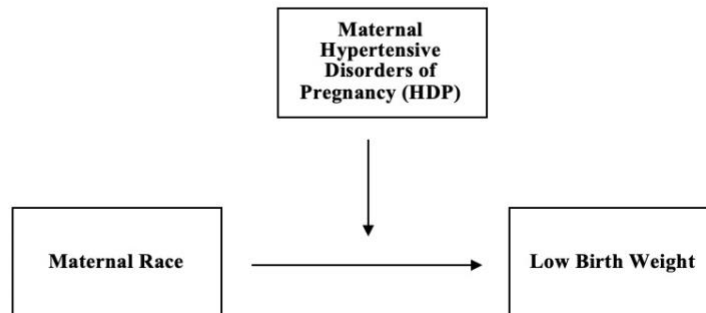 Maternal
Hypertensive
Disorders of
Pregnancy (HDP)
Maternal Race
Low Birth Weight